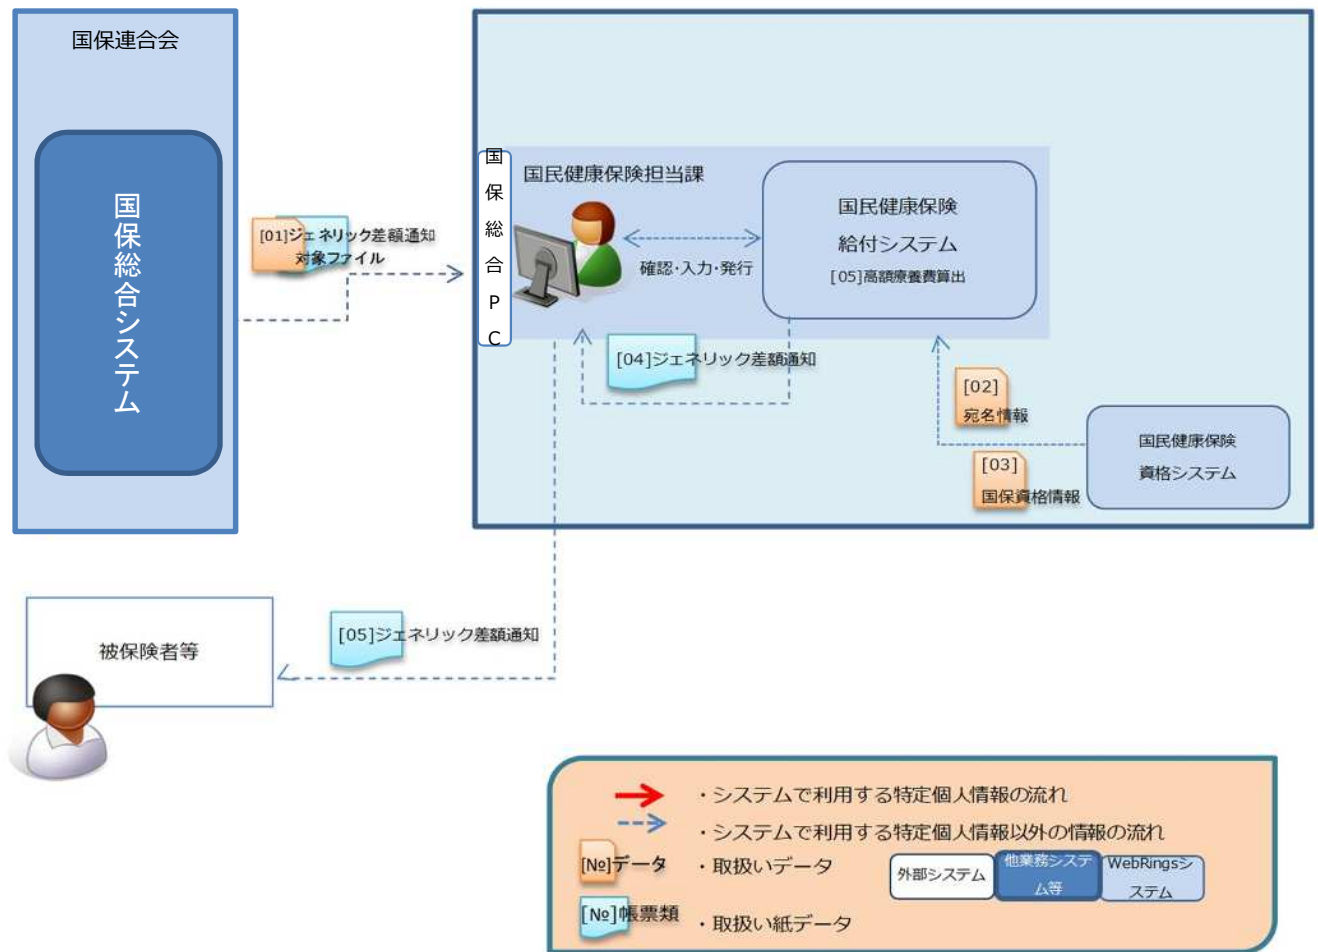 国保連合会
国保総合システム
[01]ジェネリック差額通知
対象ファイル
国保総合PC
国民健康保険担当課
確認・入力・発行
国民健康保険
給付システム
[05]高額療養費算出
[04]ジェネリック差額通知
[02]
宛名情報
[03]
国保資格情報
国民健康保険
資格システム
被保険者等
[05]ジェネリック差額通知
・システムで利用する特定個人情報の流れ
・システムで利用する特定個人情報以外の情報の流れ
[№]データ
・取扱いデータ
外部システム
他業務システ
ム等
WebRingsシ
ステム
[№]帳票類
・取扱い紙データ